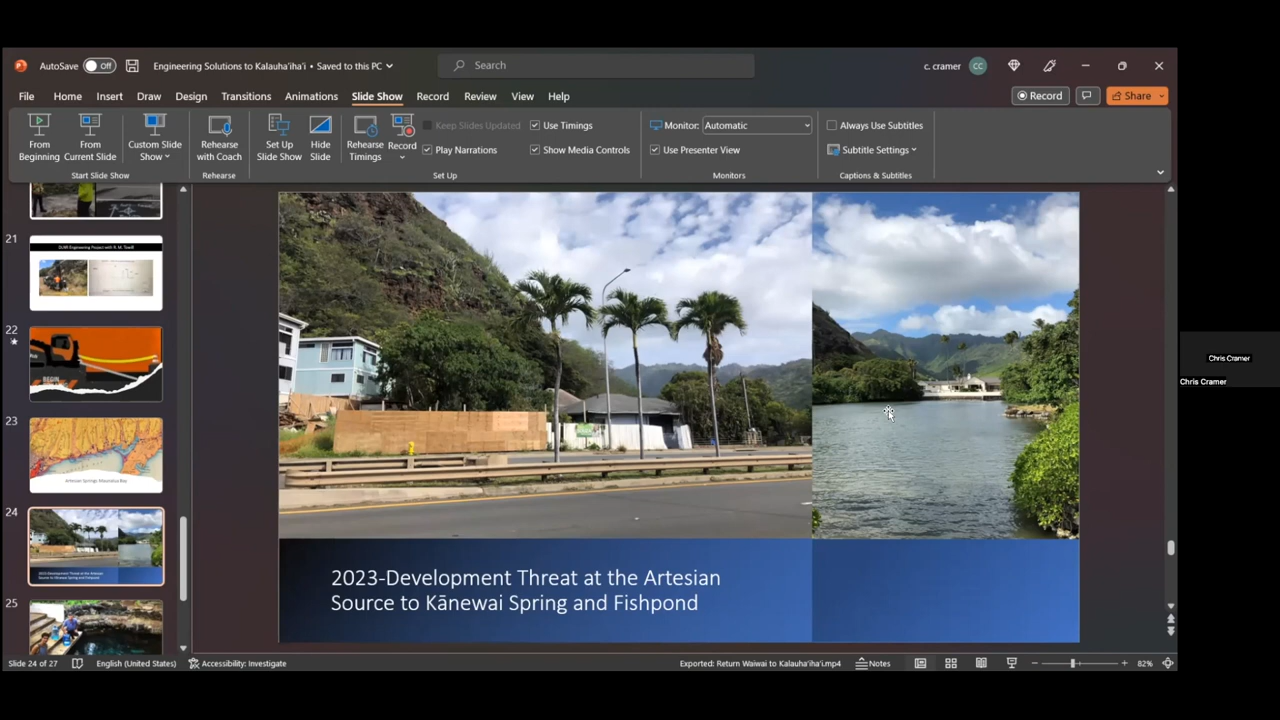 AutoSave Off Engineering Solutions to Kalauha'iha'i • Saved to this PC Search c. cramer CC
File Home Insert Draw Design Transitions Animations Slide Show Record Review View Help Record Share
From Beginning
From Current Slide
Custom Slide Show
Start Slide Show
Rehearse with Coach
Rehearse
Set Up Slide Show
Hide Slide
Rehearse Timings
Record
Keep Slides Updated
Play Narrations
Use Timings
Show Media Controls
Set Up
Monitor: Automatic
Use Presenter View
Monitors
Always Use Subtitles
Subtitle Settings
Captions & Subtitles
21
22
23
Artesian Springs Maunalua Bay
24
25
2023-Development Threat at the Artesian
Source to Kānewai Spring and Fishpond
Chris Cramer
Chris Cramer
Slide 24 of 27 English (United States) Accessibility: Investigate Exported: Return Waiwai to Kalauha'iha'i.mp4 Notes 82%